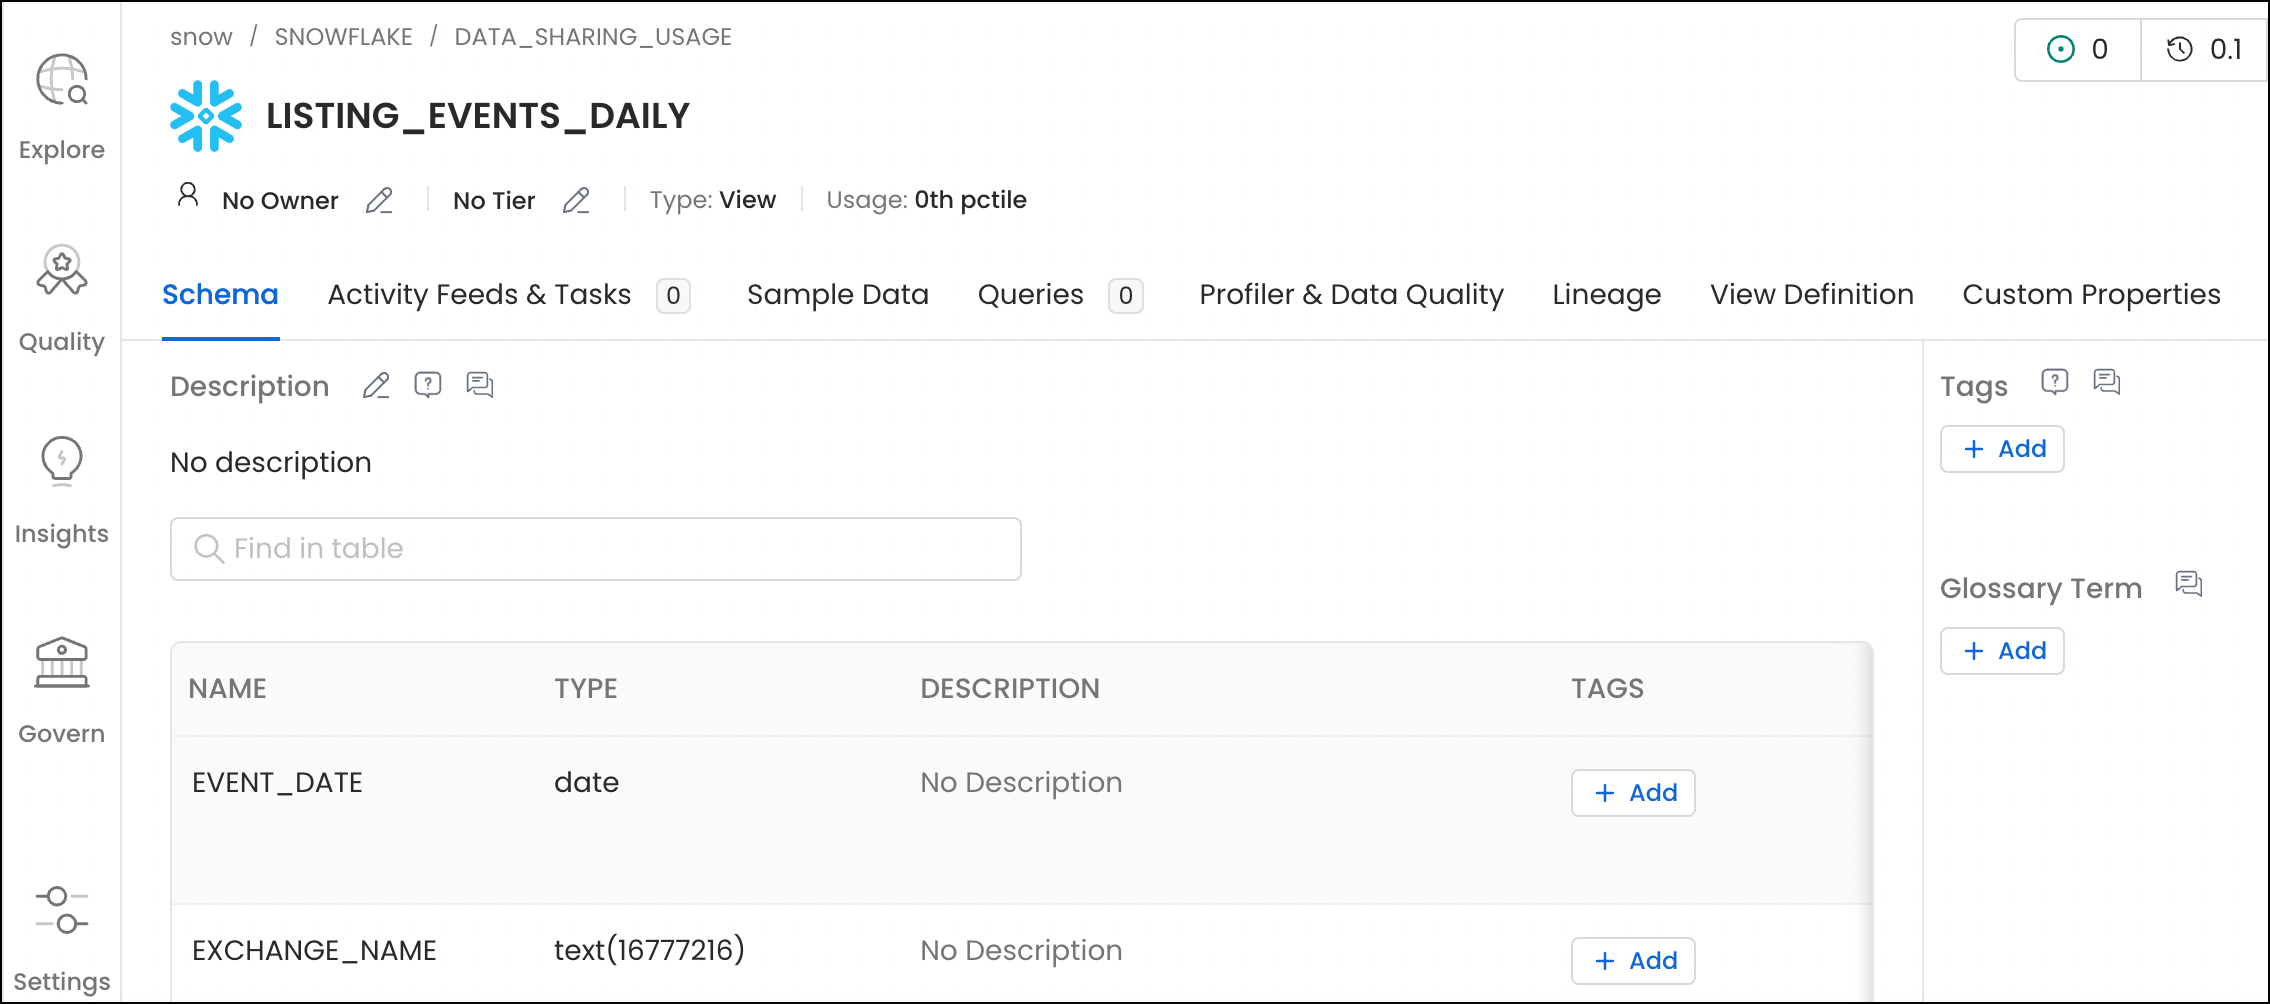 snow / SNOWFLAKE / DATA_SHARING_USAGE
0 0.1
LISTING_EVENTS_DAILY
No Owner No Tier Type: View Usage: 0th pctile
Schema Activity Feeds & Tasks 0 Sample Data Queries 0 Profiler & Data Quality Lineage View Definition Custom Properties
Explore
Quality
Insights
Govern
Settings
Description
No description
Find in table
NAME TYPE DESCRIPTION TAGS
EVENT_DATE date No Description + Add
EXCHANGE_NAME text(16777216) No Description + Add
Tags
+ Add
Glossary Term
+ Add